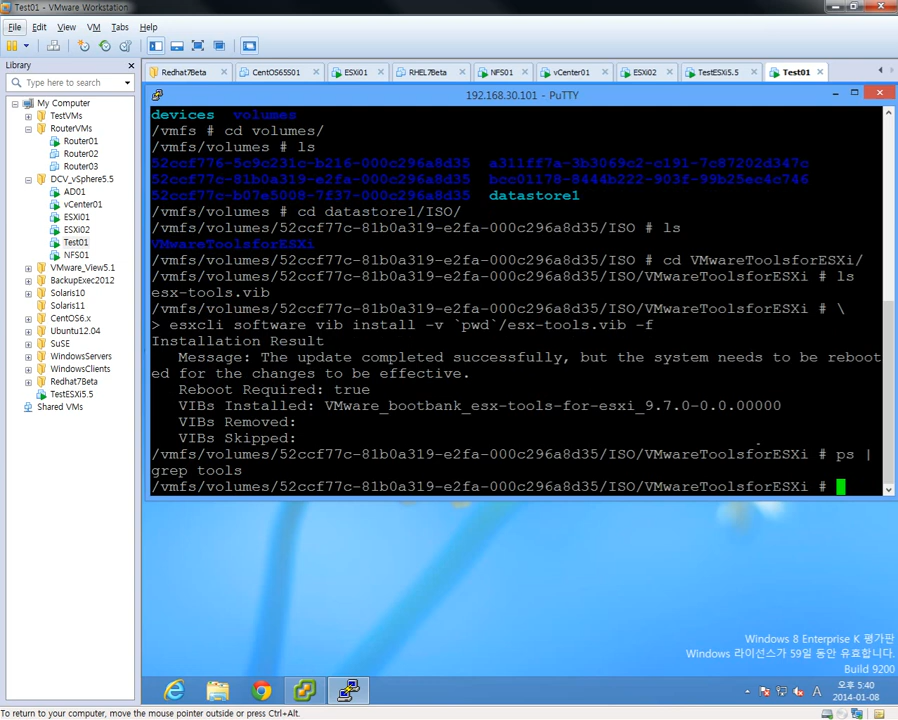 Test01 - VMware Workstation
File Edit View VM Tabs Help
Library
Type here to search
My Computer
TestVMs
RouterVMs
Router01
Router02
Router03
DCV_vSphere5.5
AD01
vCenter01
ESXi01
ESXi02
Test01
NFS01
VMware_View5.1
BackupExec2012
Solaris10
Solaris11
CentOS6.x
Ubuntu12.04
SuSE
WindowsServers
WindowsClients
Redhat7Beta
TestESXi5.5
Shared VMs
Redhat7Beta CentOS65S01 ESXi01 RHEL7Beta NFS01 vCenter01 ESXi02 TestESXi5.5 Test01
192.168.30.101 - PuTTY
devices volumes
/vmfs # cd volumes/
/vmfs/volumes # ls
52ccf776-5c9c231c-b216-000c296a8d35 a311ff7a-3b3069c2-c191-7c87202d347c
52ccf77c-81b0a319-e2fa-000c296a8d35 bcc01178-8444b222-903f-99b25ec4c746
52ccf77c-b07e5008-7f37-000c296a8d35 datastore1
/vmfs/volumes # cd datastore1/ISO/
/vmfs/volumes/52ccf77c-81b0a319-e2fa-000c296a8d35/ISO # ls
VMwareToolsforESXi
/vmfs/volumes/52ccf77c-81b0a319-e2fa-000c296a8d35/ISO # cd VMwareToolsforESXi/
/vmfs/volumes/52ccf77c-81b0a319-e2fa-000c296a8d35/ISO/VMwareToolsforESXi # ls
esx-tools.vib
/vmfs/volumes/52ccf77c-81b0a319-e2fa-000c296a8d35/ISO/VMwareToolsforESXi # \
> esxcli software vib install -v `pwd`/esx-tools.vib -f
Installation Result
Message: The update completed successfully, but the system needs to be reboot
ed for the changes to be effective.
Reboot Required: true
VIBs Installed: VMware_bootbank_esx-tools-for-esxi_9.7.0-0.0.00000
VIBs Removed:
VIBs Skipped:
/vmfs/volumes/52ccf77c-81b0a319-e2fa-000c296a8d35/ISO/VMwareToolsforESXi # ps |
grep tools
/vmfs/volumes/52ccf77c-81b0a319-e2fa-000c296a8d35/ISO/VMwareToolsforESXi #
Windows 8 Enterprise K 평가판
Windows 라이선스가 59일 동안 유효합니다.
Build 9200
A
오후 5:40
2014-01-08
To return to your computer, move the mouse pointer outside or press Ctrl+Alt.